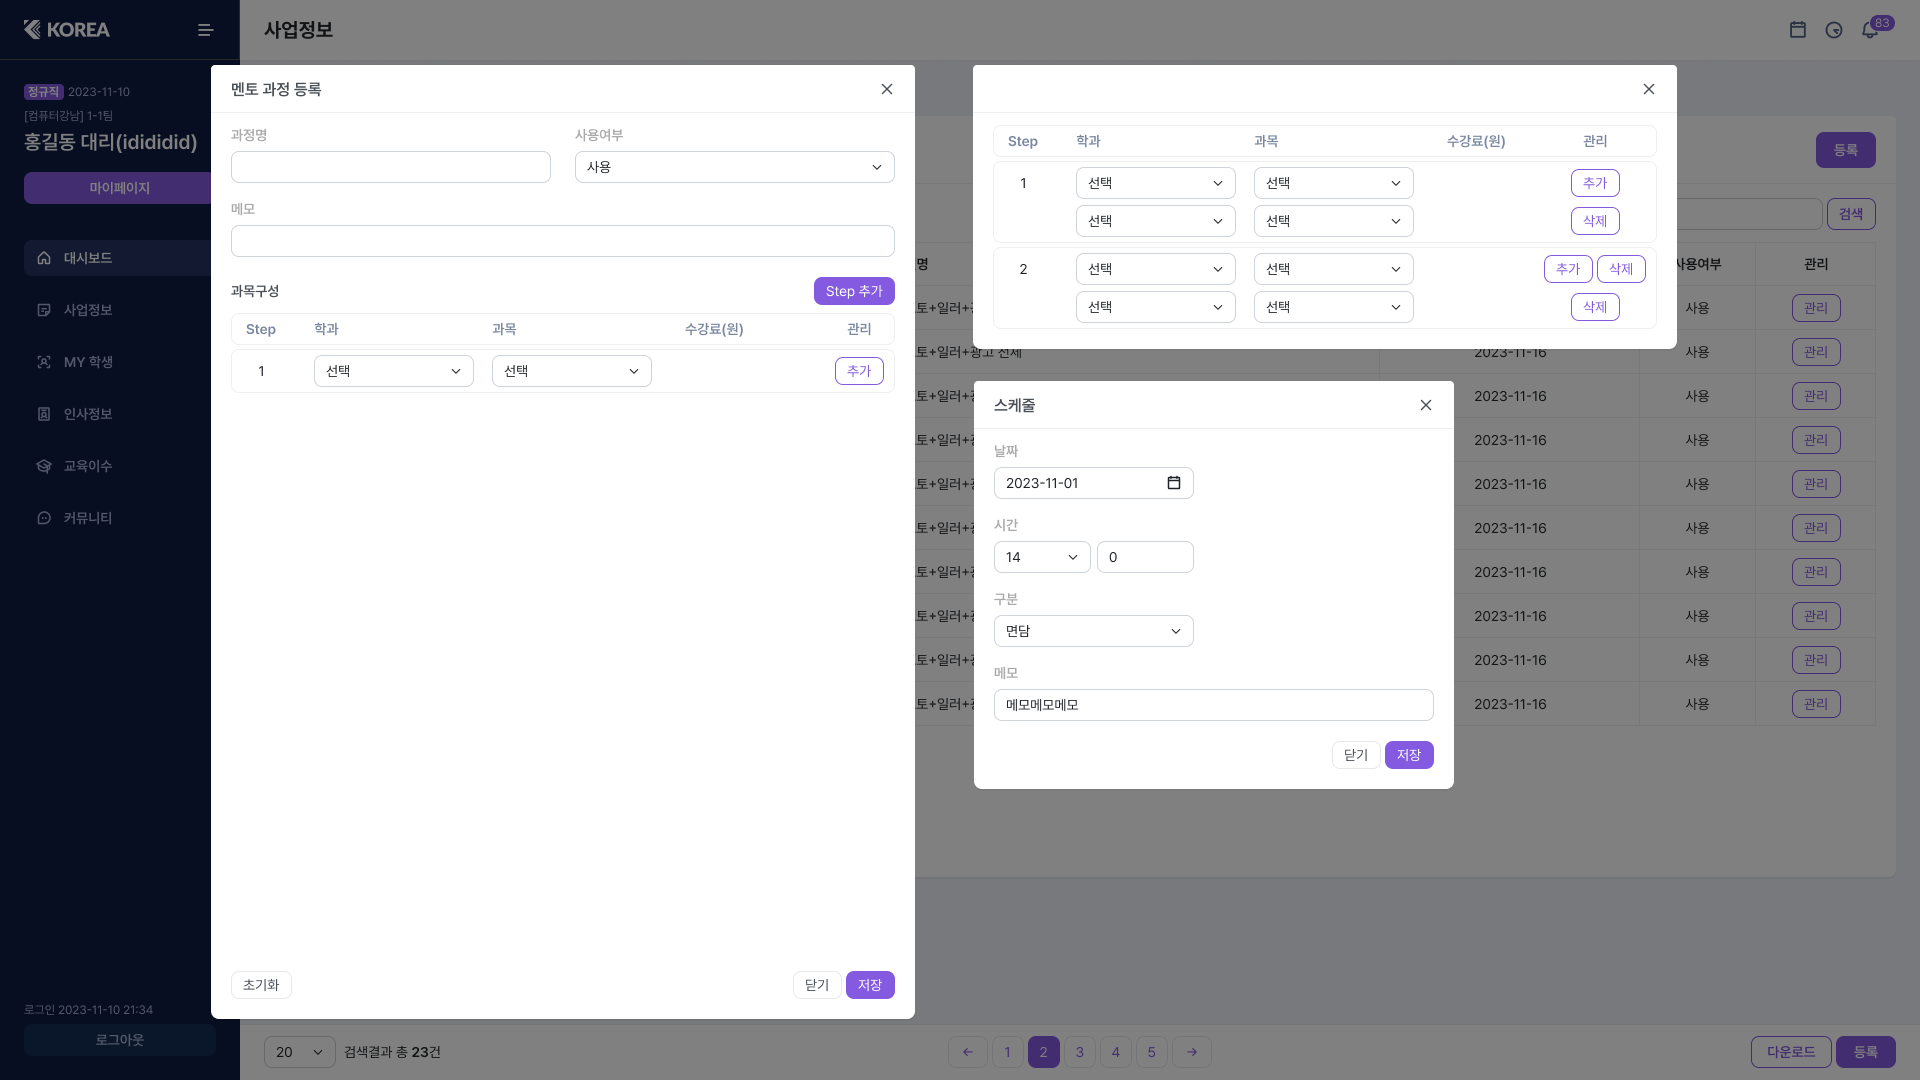 KOREA
사업정보
83
정규직 2023-11-10
[컴퓨터강남] 1-1팀
홍길동 대리(idididid)
마이페이지
대시보드
사업정보
MY 학생
인사정보
교육이수
커뮤니티
로그인 2023-11-10 21:34
로그아웃
멘토 과정 등록
과정명 사용여부
사용
메모
과목구성 Step 추가
Step 학과 과목 수강료(원) 관리
1 선택 선택 추가
초기화 닫기 저장
Step 학과 과목 수강료(원) 관리
1 선택 선택 추가
선택 선택 삭제
2 선택 선택 추가 삭제
선택 선택 삭제
스케줄
날짜
2023-11-01
시간
14 0
구분
면담
메모
메모메모메모
닫기 저장
등록
검색
명 사용여부 관리
관리
토+일러+광고 전체 2023-11-16 사용 관리
토+일러+ 2023-11-16 사용 관리
토+일러+ 2023-11-16 사용 관리
토+일러+ 2023-11-16 사용 관리
토+일러+ 2023-11-16 사용 관리
토+일러+ 2023-11-16 사용 관리
토+일러+ 2023-11-16 사용 관리
토+일러+ 2023-11-16 사용 관리
토+일러+ 2023-11-16 사용 관리
20 검색결과 총 23건
1 2 3 4 5
다운로드 등록